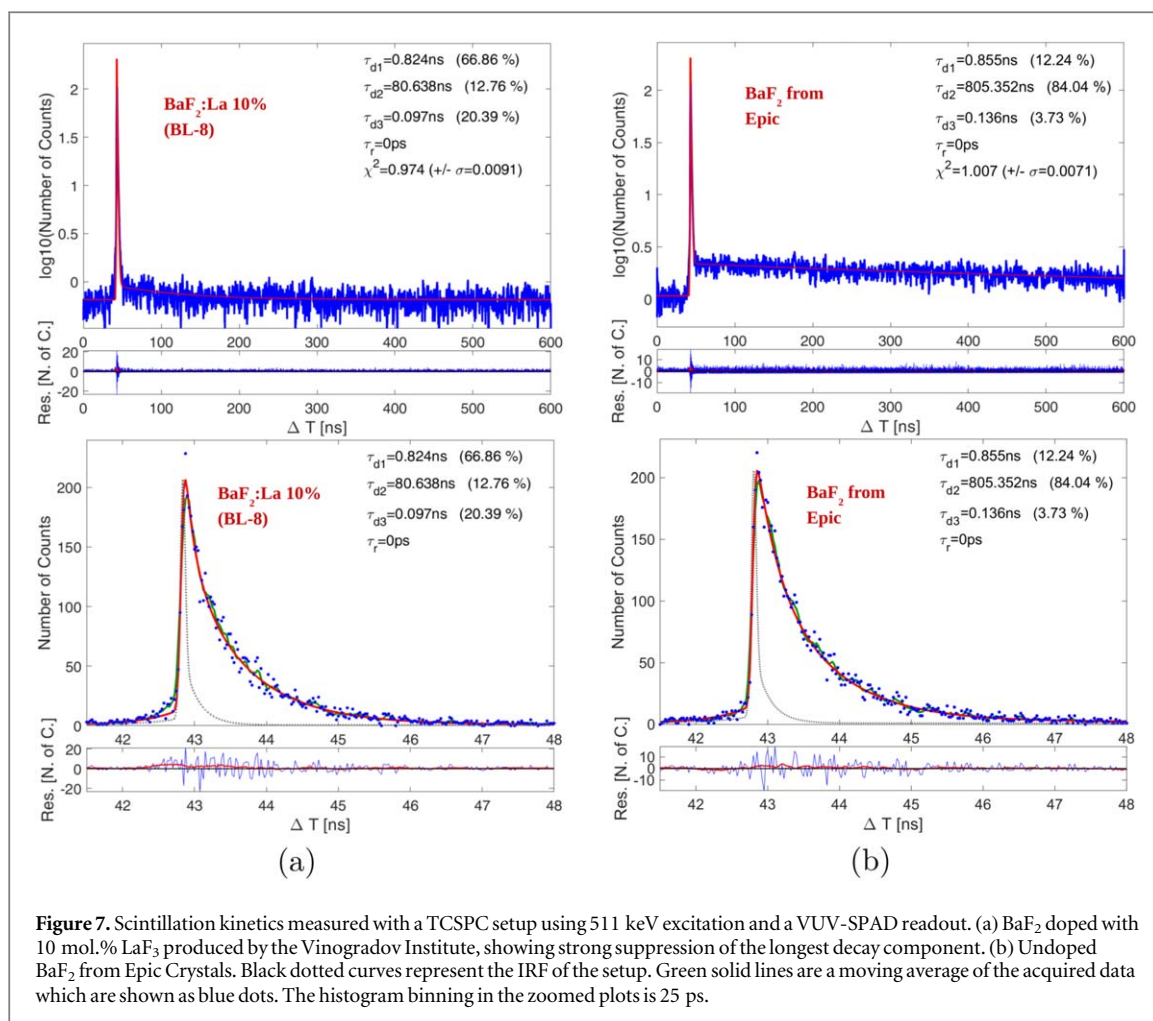 log10(Number of Counts)
2
1.5
1
0.5
0
BaF₂:La 10%
(BL-8)
τd1=0.824ns (66.86 %)
τd2=80.638ns (12.76 %)
τd3=0.097ns (20.39 %)
τr=0ps
χ²=0.974 (+/- σ=0.0091)
0 100 200 300 400 500 600
Res. [N. of C.]
20
0
-20
0 100 200 300 400 500 600
Δ T [ns]
log10(Number of Counts)
2
1.5
1
0.5
0
BaF₂ from
Epic
τd1=0.855ns (12.24 %)
τd2=805.352ns (84.04 %)
τd3=0.136ns (3.73 %)
τr=0ps
χ²=1.007 (+/- σ=0.0071)
0 100 200 300 400 500 600
Res. [N. of C.]
10
0
-10
0 100 200 300 400 500 600
Δ T [ns]
Number of Counts
200
150
100
50
0
BaF₂:La 10%
(BL-8)
τd1=0.824ns (66.86 %)
τd2=80.638ns (12.76 %)
τd3=0.097ns (20.39 %)
τr=0ps
42 43 44 45 46 47 48
Res. [N. of C.]
20
0
-20
42 43 44 45 46 47 48
Δ T [ns]
(a)
Number of Counts
200
150
100
50
0
BaF₂ from
Epic
τd1=0.855ns (12.24 %)
τd2=805.352ns (84.04 %)
τd3=0.136ns (3.73 %)
τr=0ps
42 43 44 45 46 47 48
Res. [N. of C.]
10
0
-10
42 43 44 45 46 47 48
Δ T [ns]
(b)
Figure 7. Scintillation kinetics measured with a TCSPC setup using 511 keV excitation and a VUV-SPAD readout. (a) BaF₂ doped with
10 mol.% LaF₃ produced by the Vinogradov Institute, showing strong suppression of the longest decay component. (b) Undoped
BaF₂ from Epic Crystals. Black dotted curves represent the IRF of the setup. Green solid lines are a moving average of the acquired data
which are shown as blue dots. The histogram binning in the zoomed plots is 25 ps.